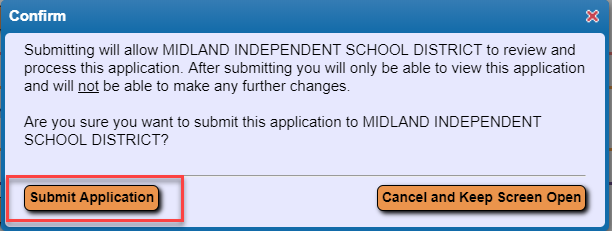 Confirm
Submitting will allow MIDLAND INDEPENDENT SCHOOL DISTRICT to review and
process this application. After submitting you will only be able to view this application
and will not be able to make any further changes.
Are you sure you want to submit this application to MIDLAND INDEPENDENT
SCHOOL DISTRICT?
Submit Application
Cancel and Keep Screen Open